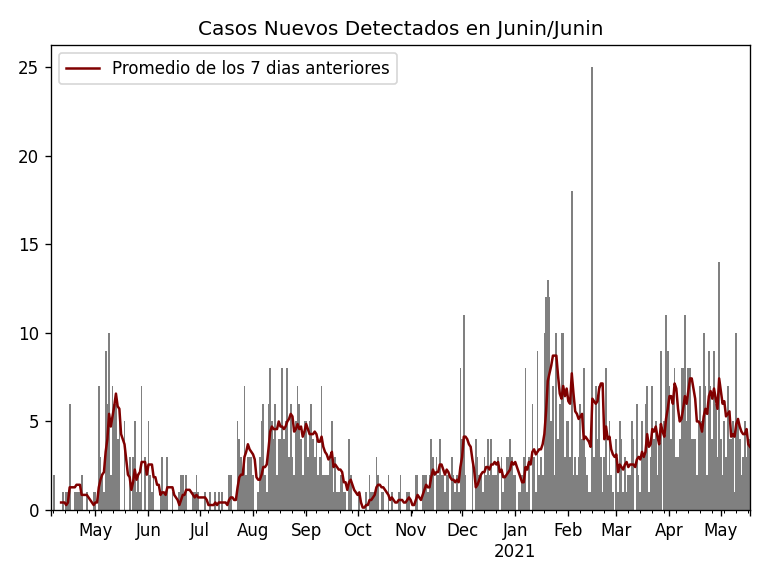 Casos Nuevos Detectados en Junin/Junin
Promedio de los 7 dias anteriores
25
20
15
10
5
0
May Jun Jul Aug Sep Oct Nov Dec Jan Feb Mar Apr May
2021